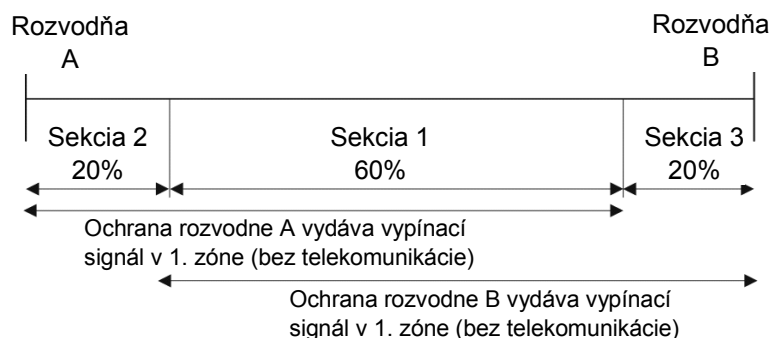 Rozvodňa
A
Rozvodňa
B
Sekcia 2
20%
Sekcia 1
60%
Sekcia 3
20%
Ochrana rozvodne A vydáva vypínací
signál v 1. zóne (bez telekomunikácie)
Ochrana rozvodne B vydáva vypínací
signál v 1. zóne (bez telekomunikácie)